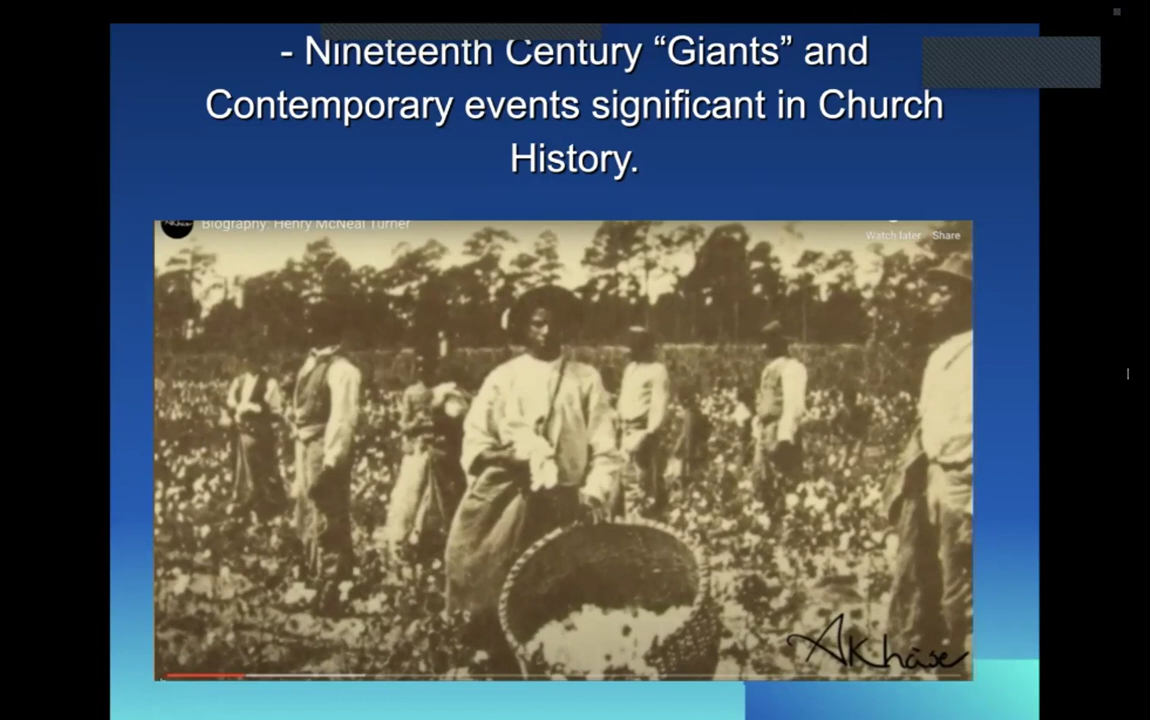 - Nineteenth Century “Giants” and
Contemporary events significant in Church
History.
Biography: Henry McNeal Turner
Watch later Share
AKhase